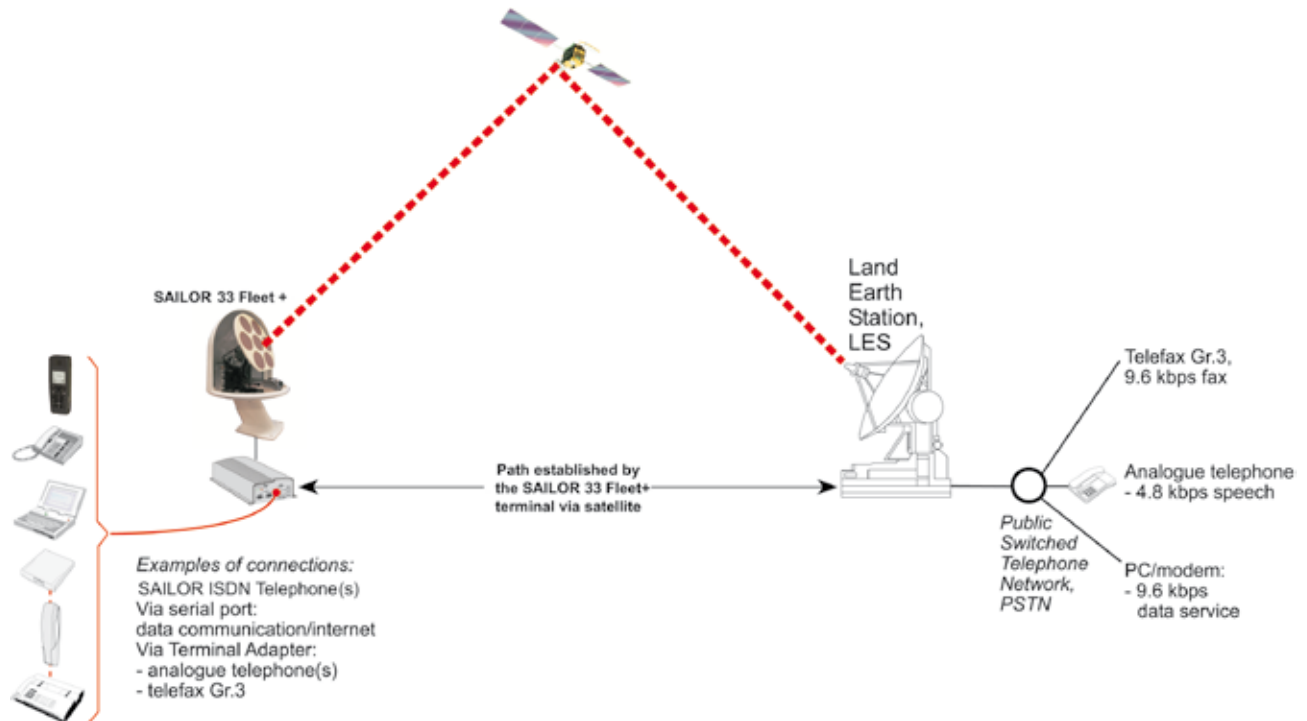 SAILOR 33 Fleet +
Land
Earth
Station,
LES
Telefax Gr.3,
9.6 kbps fax
Path established by
the SAILOR 33 Fleet+
terminal via satellite
Analogue telephone
- 4.8 kbps speech
Public
Switched
Telephone
Network,
PSTN
PC/modem:
- 9.6 kbps
data service
Examples of connections:
SAILOR ISDN Telephone(s)
Via serial port:
data communication/internet
Via Terminal Adapter:
- analogue telephone(s)
- telefax Gr.3